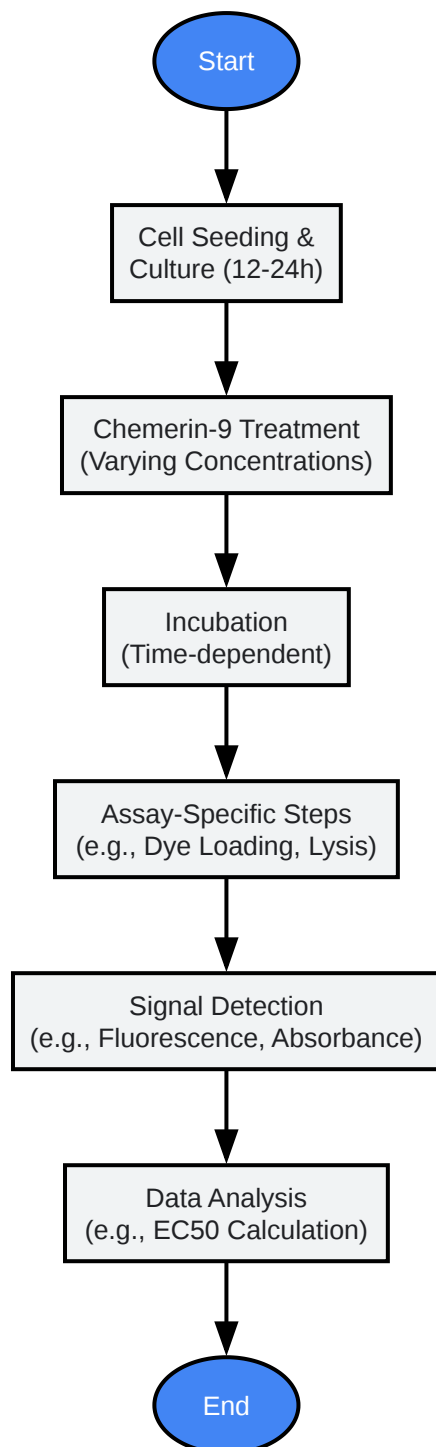 Start
Cell Seeding &
Culture (12-24h)
Chemerin-9 Treatment
(Varying Concentrations)
Incubation
(Time-dependent)
Assay-Specific Steps
(e.g., Dye Loading, Lysis)
Signal Detection
(e.g., Fluorescence, Absorbance)
Data Analysis
(e.g., EC50 Calculation)
End